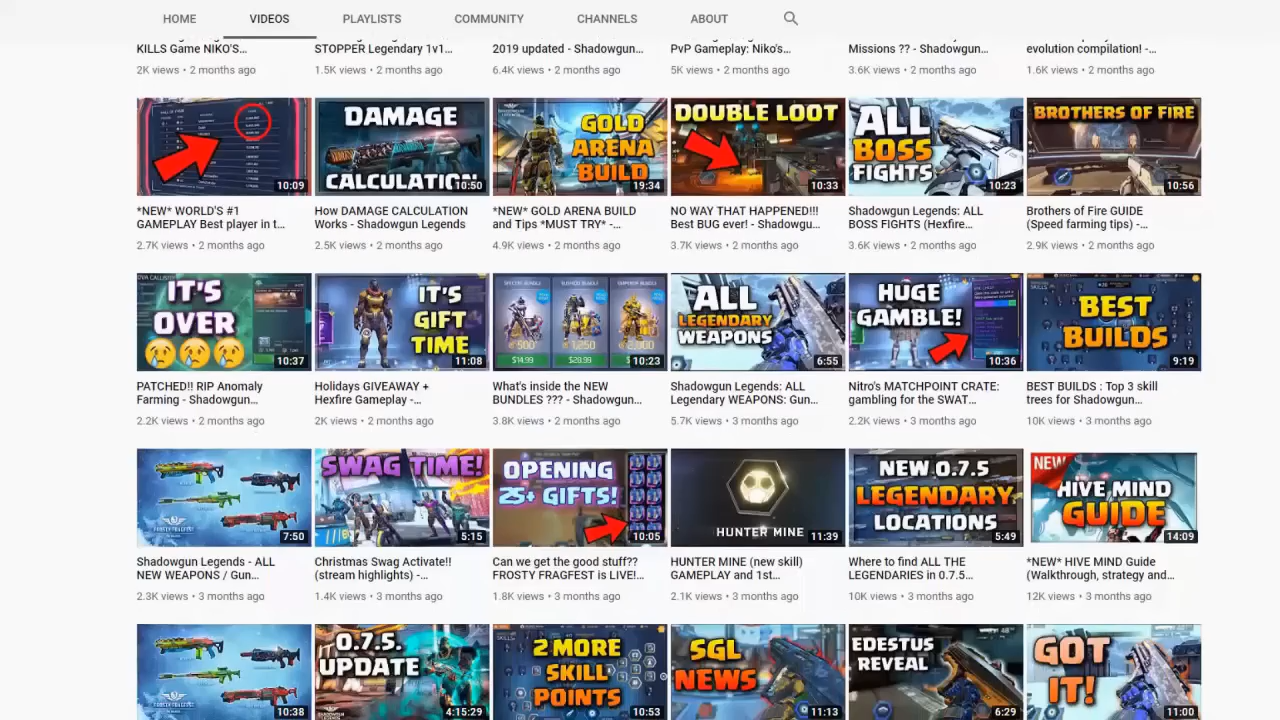 HOME VIDEOS PLAYLISTS COMMUNITY CHANNELS ABOUT
KILLS Game NIKO'S... STOPPER Legendary 1v1... 2019 updated - Shadowgun... PvP Gameplay: Niko's... Missions ?? - Shadowgun... evolution compilation! -...
2K views • 2 months ago 1.5K views • 2 months ago 6.4K views • 2 months ago 5K views • 2 months ago 3.6K views • 2 months ago 1.6K views • 2 months ago
10:09
DAMAGE
CALCULATION
10:50
GOLD
ARENA
BUILD
19:34
DOUBLE LOOT
10:33
ALL
BOSS
FIGHTS
10:23
BROTHERS OF FIRE
10:56
*NEW* WORLD'S #1 How DAMAGE CALCULATION *NEW* GOLD ARENA BUILD NO WAY THAT HAPPENED!!! Shadowgun Legends: ALL Brothers of Fire GUIDE
GAMEPLAY Best player in t... Works - Shadowgun Legends and Tips *MUST TRY* -... Best BUG ever! - Shadowgu... BOSS FIGHTS (Hexfire... (Speed farming tips) -...
2.7K views • 2 months ago 2.5K views • 2 months ago 4.9K views • 2 months ago 3.7K views • 2 months ago 3.6K views • 2 months ago 2.9K views • 2 months ago
IT'S
OVER
10:37
IT'S
GIFT
TIME
11:08
500 1,250
$14.99 $29.99
10:23
ALL
LEGENDARY
WEAPONS
6:55
HUGE
GAMBLE!
10:36
BEST
BUILDS
9:19
PATCHED!! RIP Anomaly Holidays GIVEAWAY + What's inside the NEW Shadowgun Legends: ALL Nitro's MATCHPOINT CRATE: BEST BUILDS : Top 3 skill
Farming - Shadowgun... Hexfire Gameplay -... BUNDLES ??? - Shadowgun... Legendary WEAPONS: Gun... gambling for the SWAT... trees for Shadowgun...
2.2K views • 2 months ago 2K views • 2 months ago 3.8K views • 2 months ago 5.7K views • 3 months ago 2.2K views • 3 months ago 10K views • 3 months ago
FROSTY FRAGFEST
7:50
SWAG TIME!
5:15
OPENING
25+ GIFTS!
10:05
HUNTER MINE
11:39
NEW 0.7.5
LEGENDARY
LOCATIONS
5:49
NEW
HIVE MIND
GUIDE
14:09
Shadowgun Legends - ALL Christmas Swag Activate!! Can we get the good stuff?? HUNTER MINE (new skill) Where to find ALL THE *NEW* HIVE MIND Guide
NEW WEAPONS / Gun... (stream highlights) -... FROSTY FRAGFEST is LIVE!... GAMEPLAY and 1st... LEGENDARIES in 0.7.5... (Walkthrough, strategy and...
2.3K views • 3 months ago 1.4K views • 3 months ago 1.8K views • 3 months ago 2.1K views • 3 months ago 10K views • 3 months ago 12K views • 3 months ago
FROSTY FRAGFEST
10:38
0.7.5.
UPDATE
4:15:29
2 MORE
SKILL
POINTS
10:53
SGL
NEWS
11:13
EDESTUS
REVEAL
6:29
GOT
IT!
11:00